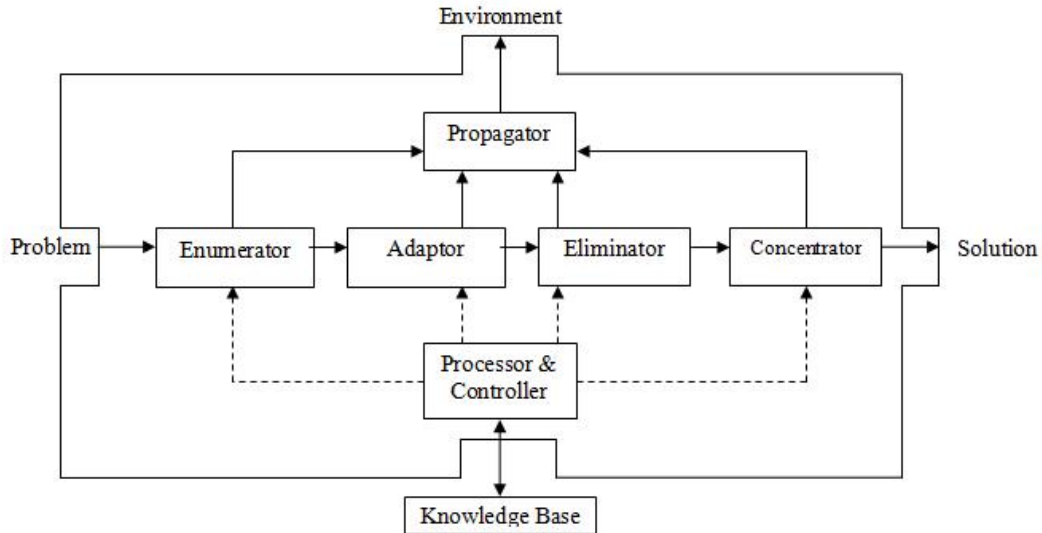 Environment
Propagator
Problem
Enumerator
Adaptor
Eliminator
Concentrator
Solution
Processor &
Controller
Knowledge Base